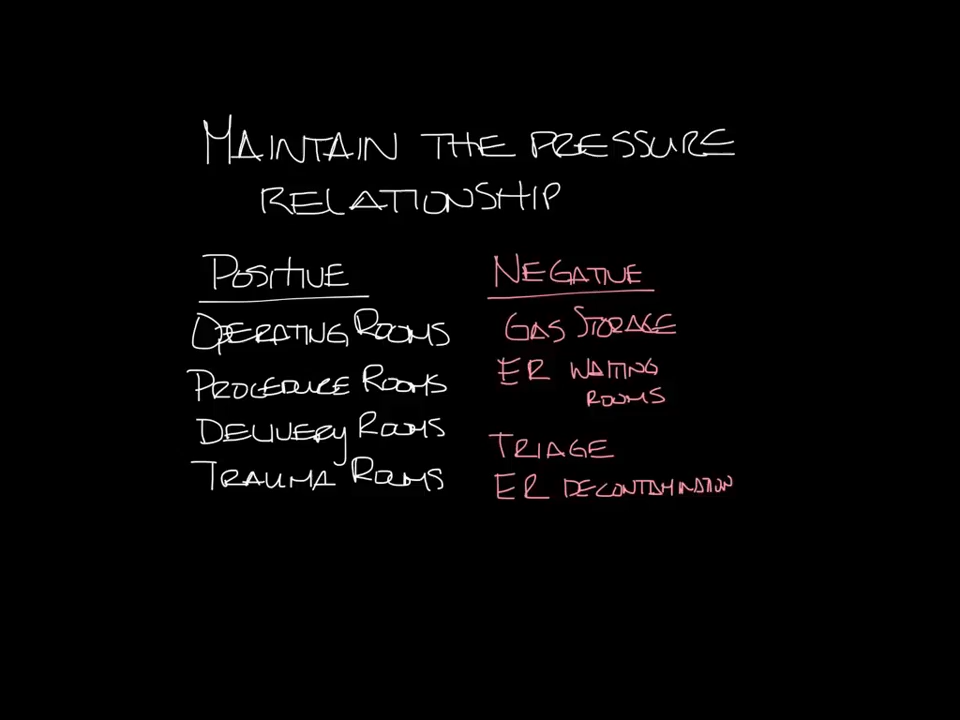 MAINTAIN THE PRESSURE
RELATIONSHIP
POSITIVE
OPERATING ROOMS
PROCEDURE ROOMS
DELIVERY ROOMS
TRAUMA ROOMS
NEGATIVE
GAS STORAGE
ER WAITING
ROOMS
TRIAGE
ER DECONTAMINATION